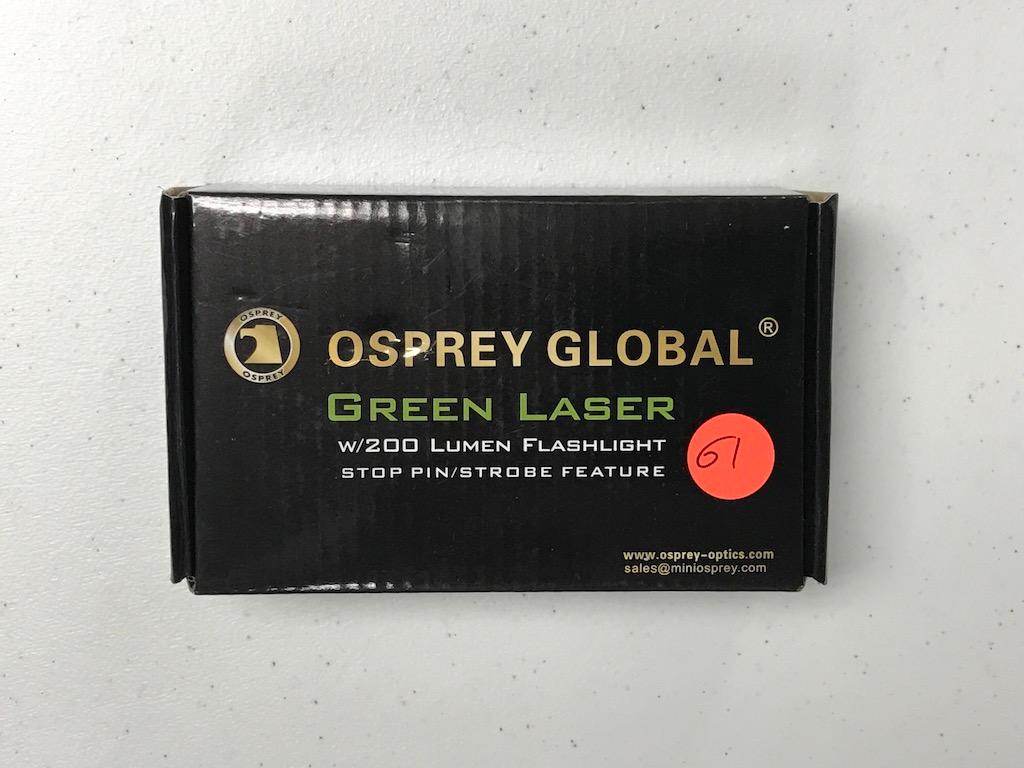 OSPREY
OSPREY
OSPREY GLOBAL®
GREEN LASER
W/200 LUMEN FLASHLIGHT
STOP PIN/STROBE FEATURE
61
www.osprey-optics.com
sales@miniosprey.com